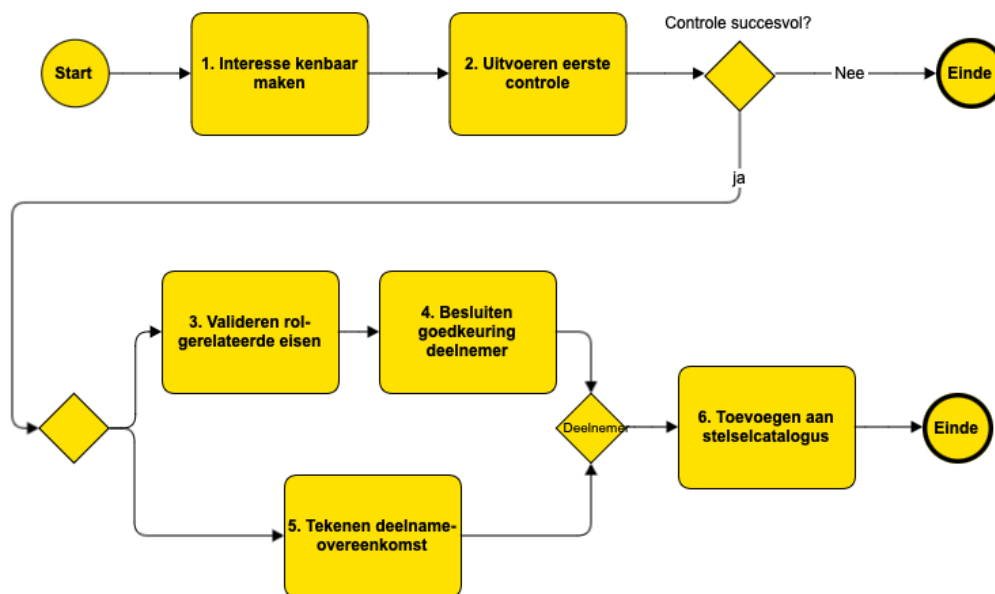 Controle succesvol?
Start
1. Interesse kenbaar
maken
2. Uitvoeren eerste
controle
Nee
Einde
ja
3. Valideren rol-
gerelateerde eisen
4. Besluiten
goedkeuring
deelnemer
Deelnemer
6. Toevoegen aan
stelselcatalogus
Einde
5. Tekenen deelname-
overeenkomst